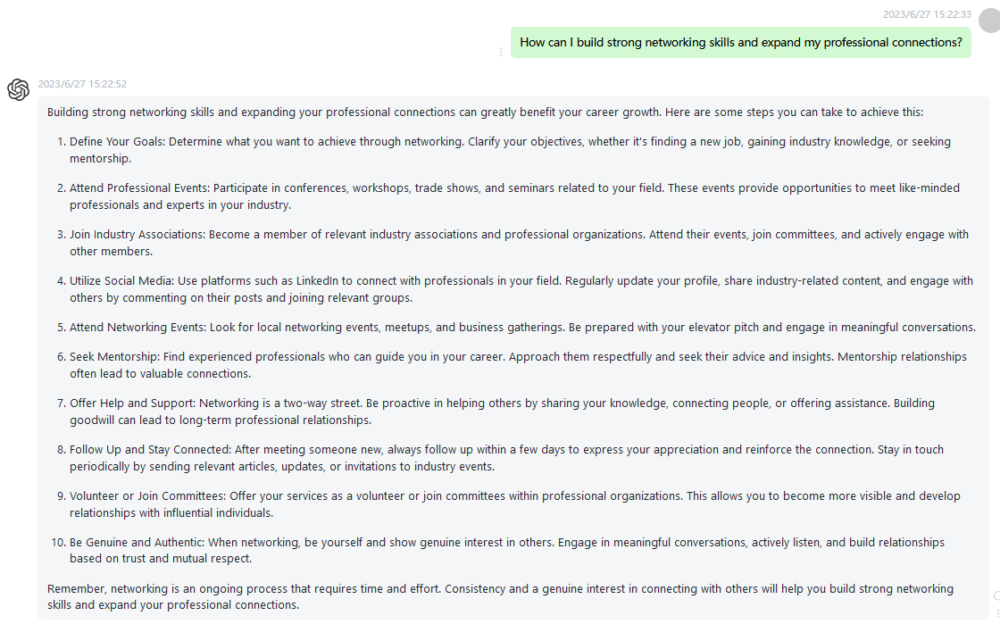 2023/6/27 15:22:33
How can I build strong networking skills and expand my professional connections?
2023/6/27 15:22:52
Building strong networking skills and expanding your professional connections can greatly benefit your career growth. Here are some steps you can take to achieve this:
1. Define Your Goals: Determine what you want to achieve through networking. Clarify your objectives, whether it's finding a new job, gaining industry knowledge, or seeking
mentorship.
2. Attend Professional Events: Participate in conferences, workshops, trade shows, and seminars related to your field. These events provide opportunities to meet like-minded
professionals and experts in your industry.
3. Join Industry Associations: Become a member of relevant industry associations and professional organizations. Attend their events, join committees, and actively engage with
other members.
4. Utilize Social Media: Use platforms such as LinkedIn to connect with professionals in your field. Regularly update your profile, share industry-related content, and engage with
others by commenting on their posts and joining relevant groups.
5. Attend Networking Events: Look for local networking events, meetups, and business gatherings. Be prepared with your elevator pitch and engage in meaningful conversations.
6. Seek Mentorship: Find experienced professionals who can guide you in your career. Approach them respectfully and seek their advice and insights. Mentorship relationships
often lead to valuable connections.
7. Offer Help and Support: Networking is a two-way street. Be proactive in helping others by sharing your knowledge, connecting people, or offering assistance. Building
goodwill can lead to long-term professional relationships.
8. Follow Up and Stay Connected: After meeting someone new, always follow up within a few days to express your appreciation and reinforce the connection. Stay in touch
periodically by sending relevant articles, updates, or invitations to industry events.
9. Volunteer or Join Committees: Offer your services as a volunteer or join committees within professional organizations. This allows you to become more visible and develop
relationships with influential individuals.
10. Be Genuine and Authentic: When networking, be yourself and show genuine interest in others. Engage in meaningful conversations, actively listen, and build relationships
based on trust and mutual respect.
Remember, networking is an ongoing process that requires time and effort. Consistency and a genuine interest in connecting with others will help you build strong networking
skills and expand your professional connections.